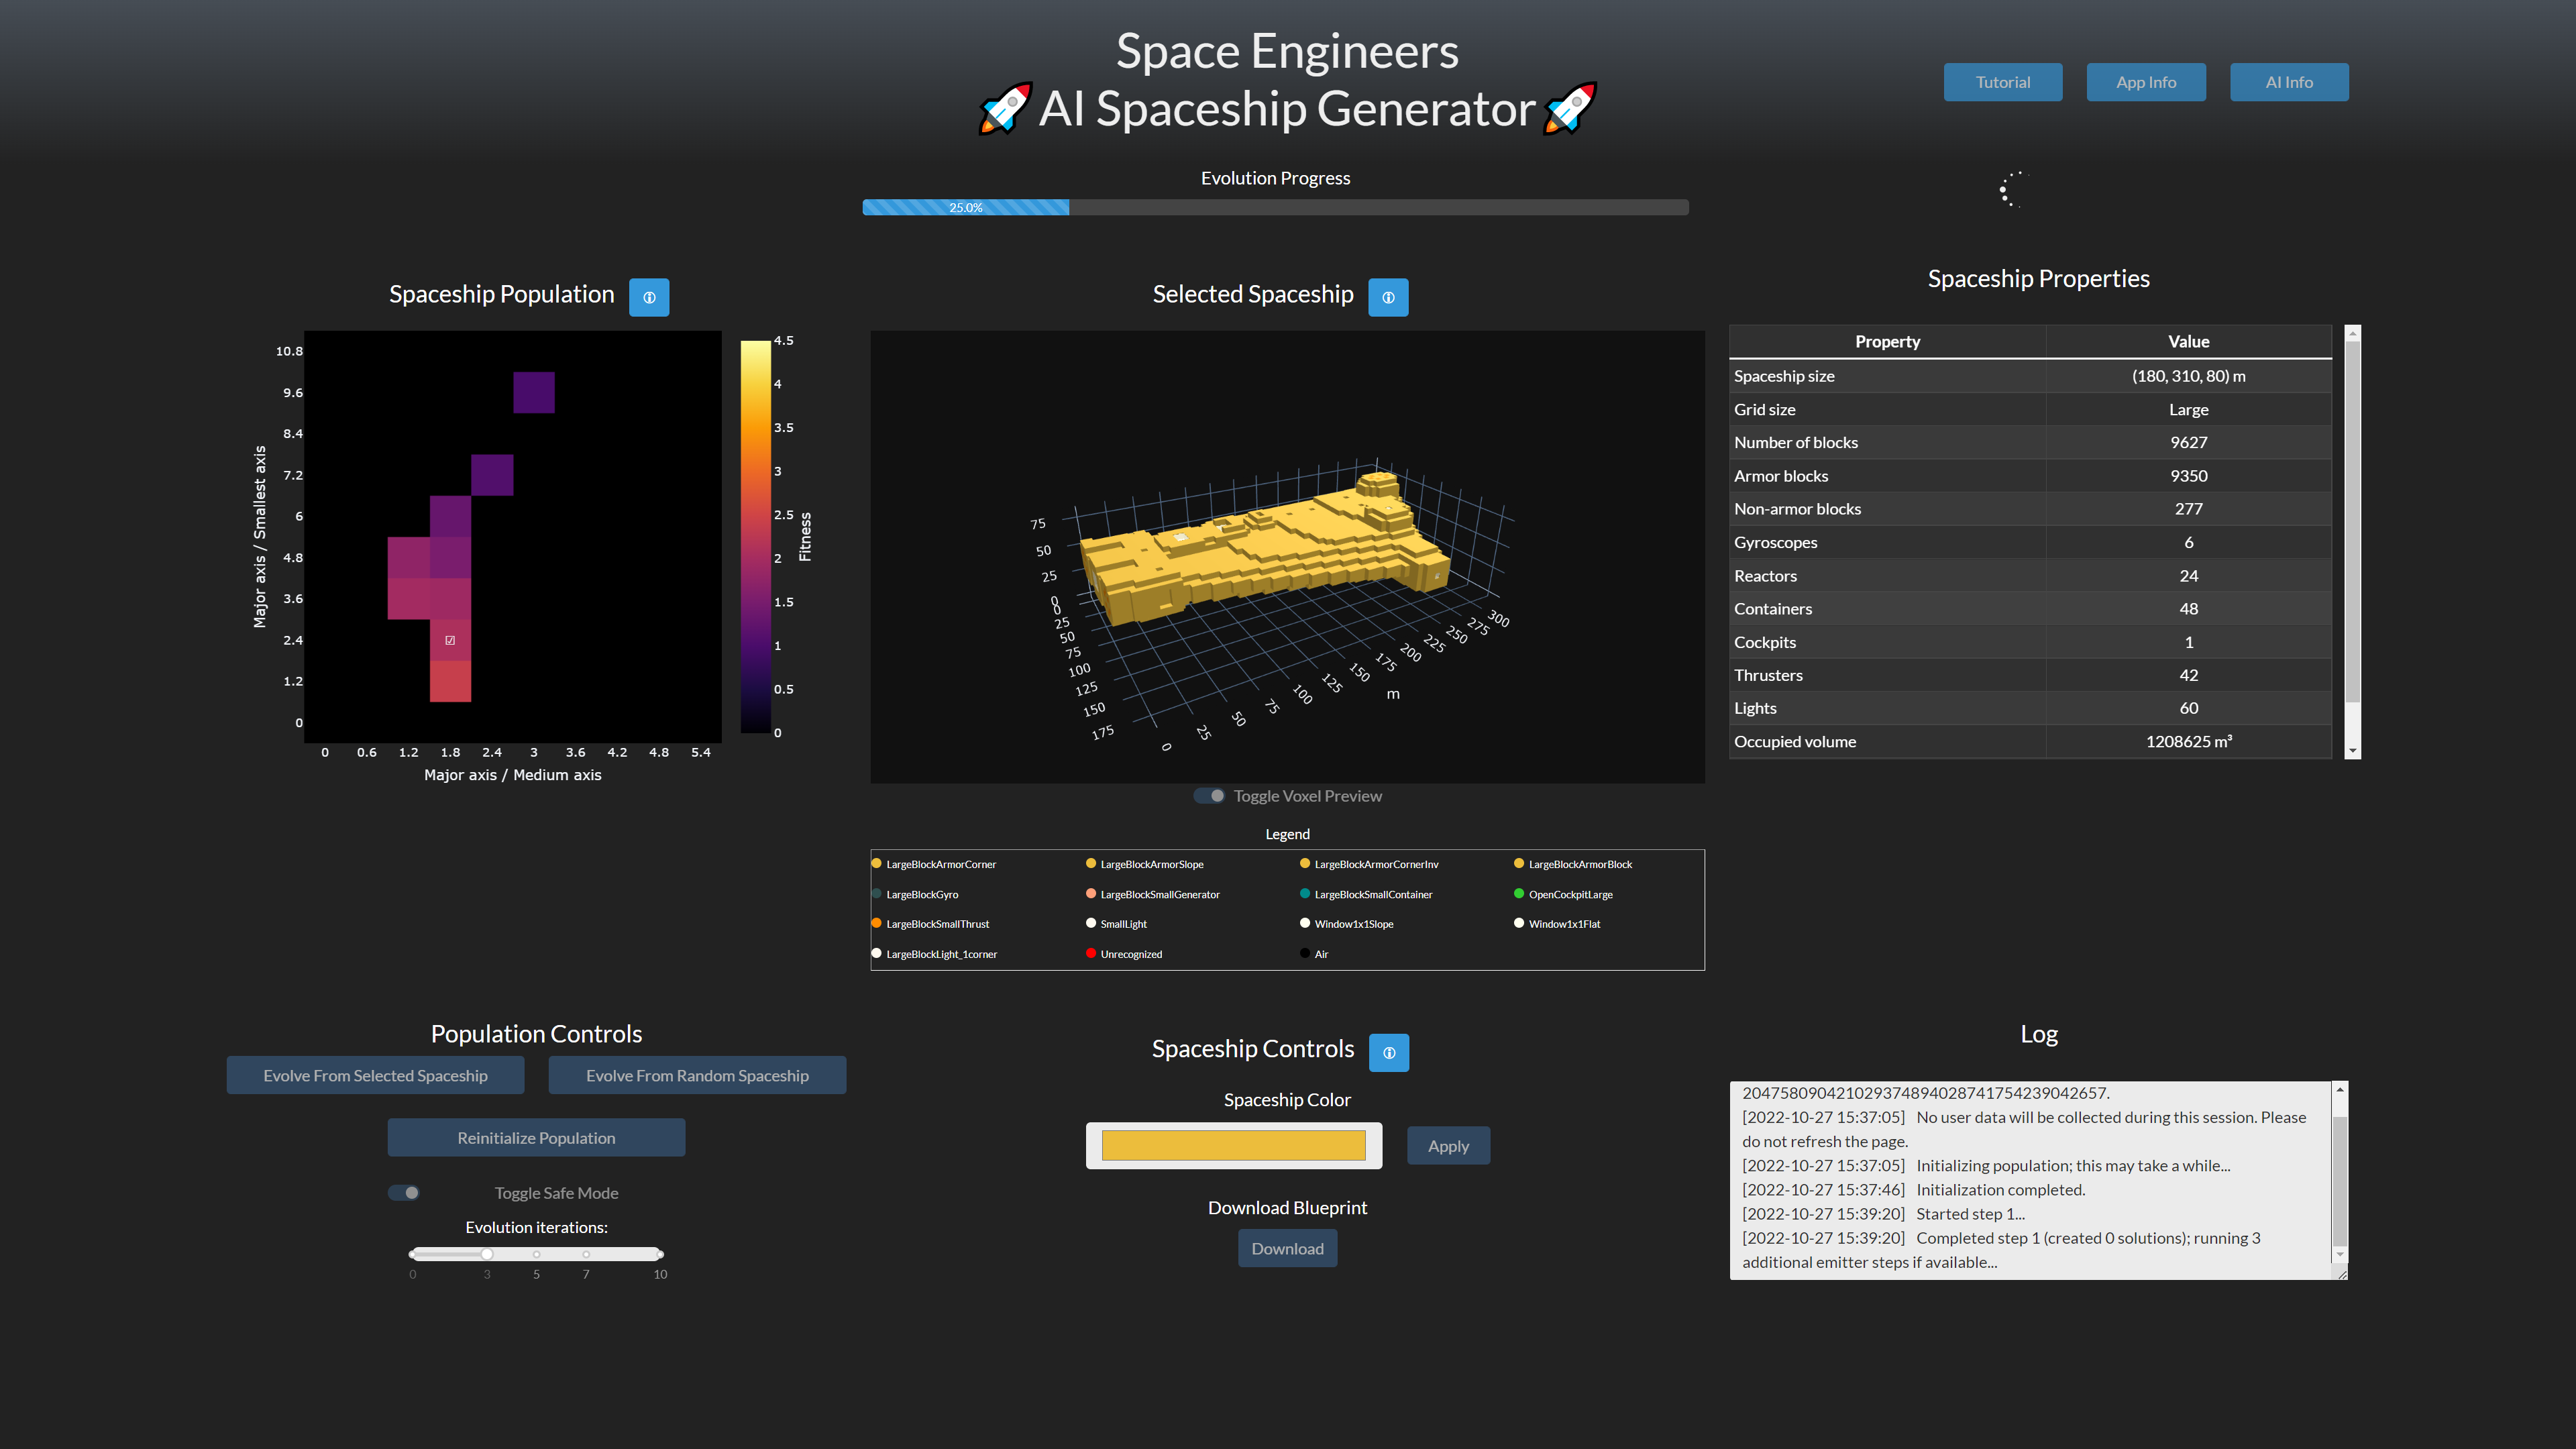 Space Engineers
🚀AI Spaceship Generator🚀
Tutorial
App Info
AI Info
Evolution Progress
25.0%
Spaceship Population
10.8
9.6
8.4
7.2
6
4.8
3.6
2.4
1.2
0
Major axis / Smallest axis
0 0.6 1.2 1.8 2.4 3 3.6 4.2 4.8 5.4
Major axis / Medium axis
4.5
4
3.5
3
2.5
2
1.5
1
0.5
0
Fitness
Selected Spaceship
75
50
25
0
0
25
50
75
100
125
150
175
0
25
50
75
100
125
150
175
200
225
250
275
300
m
Toggle Voxel Preview
Legend
LargeBlockArmorCorner LargeBlockArmorSlope LargeBlockArmorCornerInv LargeBlockArmorBlock
LargeBlockGyro LargeBlockSmallGenerator LargeBlockSmallContainer OpenCockpitLarge
LargeBlockSmallThrust SmallLight Window1x1Slope Window1x1Flat
LargeBlockLight_1corner Unrecognized Air
Spaceship Properties
Property Value
Spaceship size (180, 310, 80) m
Grid size Large
Number of blocks 9627
Armor blocks 9350
Non-armor blocks 277
Gyroscopes 6
Reactors 24
Containers 48
Cockpits 1
Thrusters 42
Lights 60
Occupied volume 1208625 m³
Population Controls
Evolve From Selected Spaceship
Evolve From Random Spaceship
Reinitialize Population
Toggle Safe Mode
Evolution iterations:
0 3 5 7 10
Spaceship Controls
Spaceship Color
Apply
Download Blueprint
Download
Log
204758090421029374894028741754239042657.
[2022-10-27 15:37:05] No user data will be collected during this session. Please
do not refresh the page.
[2022-10-27 15:37:05] Initializing population; this may take a while...
[2022-10-27 15:37:46] Initialization completed.
[2022-10-27 15:39:20] Started step 1...
[2022-10-27 15:39:20] Completed step 1 (created 0 solutions); running 3
additional emitter steps if available...